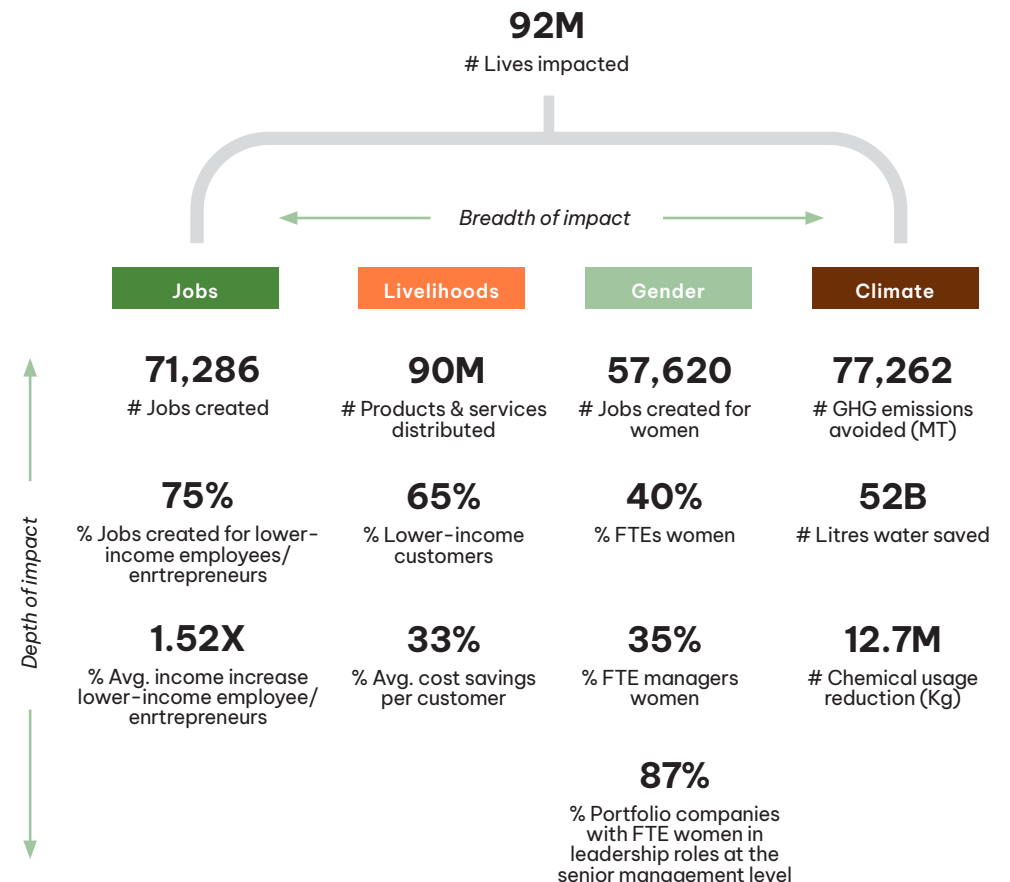 92M
# Lives impacted
Breadth of impact
Jobs
Livelihoods
Gender
Climate
Depth of impact
71,286
# Jobs created
75%
% Jobs created for lower-
income employees/
enrtrepreneurs
1.52X
% Avg. income increase
lower-income employee/
enrtrepreneurs
90M
# Products & services
distributed
65%
% Lower-income
customers
33%
% Avg. cost savings
per customer
57,620
# Jobs created for
women
40%
% FTEs women
35%
% FTE managers
women
87%
% Portfolio companies
with FTE women in
leadership roles at the
senior management level
77,262
# GHG emissions
avoided (MT)
52B
# Litres water saved
12.7M
# Chemical usage
reduction (Kg)